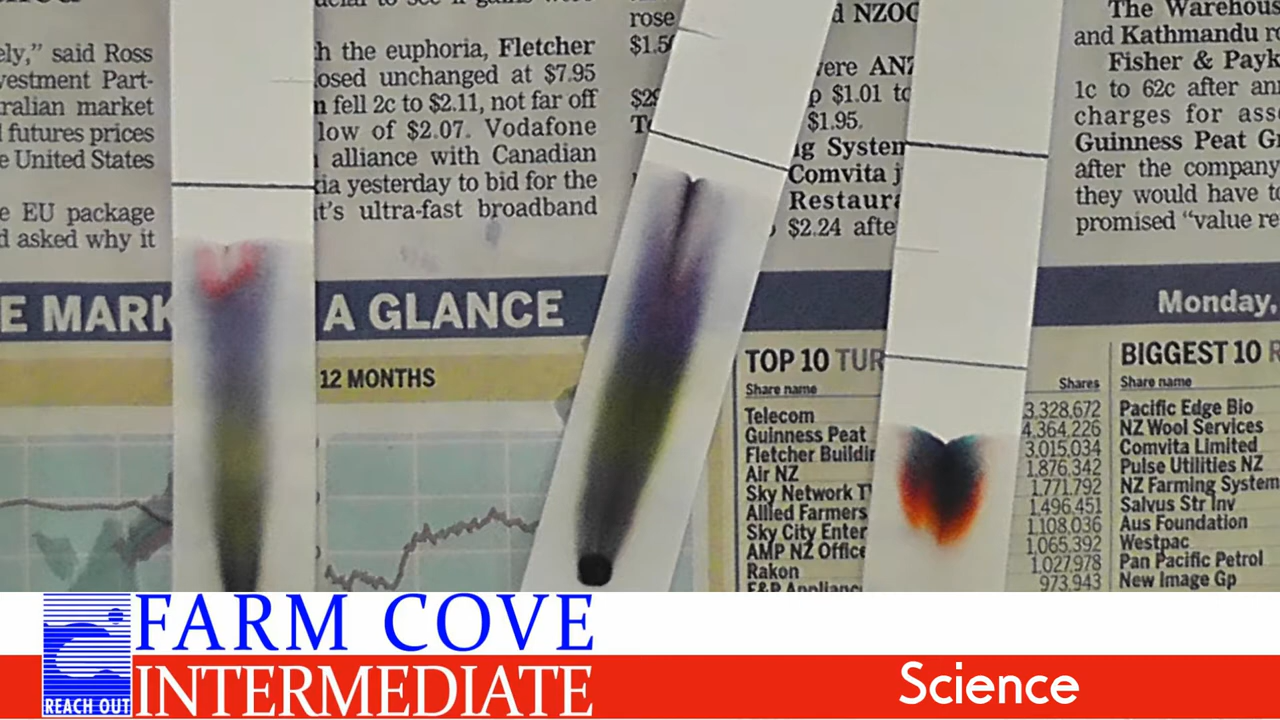 ely,” said Ross
vestment Part-
ralian market
futures prices
e United States
e EU package
d asked why it
h the euphoria, Fletcher
losed unchanged at $7.95
n fell 2c to $2.11, not far off
low of $2.07. Vodafone
alliance with Canadian
ia yesterday to bid for the
t's ultra-fast broadband
rose
$1.5
d NZOG
were ANZ
p $1.01 to
$1.95.
g System
Comvita j
Restaura
$2.24 afte
The Warehous
and Kathmandu
Fisher & Payk
1c to 62c after an
charges for ass
Guinness Peat G
after the company
they would have to
promised “value re
E MARK A GLANCE
Monday,
12 MONTHS
TOP 10 TUR
Share name
Telecom
Guinness Peat
Fletcher Buildin
Air NZ
Sky Network T
Allied Farmers
Sky City Enter
AMP NZ Office
Rakon
F&P Applianc
Shares
3,328,672
4,364,226
3,015,034
1,876,342
1,771,792
1,496,451
1,108,036
1,065,392
1,027,978
973,943
BIGGEST 10 R
Share name
Pacific Edge Bio
NZ Wool Services
Comvita Limited
Pulse Utilities NZ
NZ Farming System
Salvus Str Inv
Aus Foundation
Westpac
Pan Pacific Petrol
New Image Gp
FARM COVE
INTERMEDIATE
REACH OUT
Science